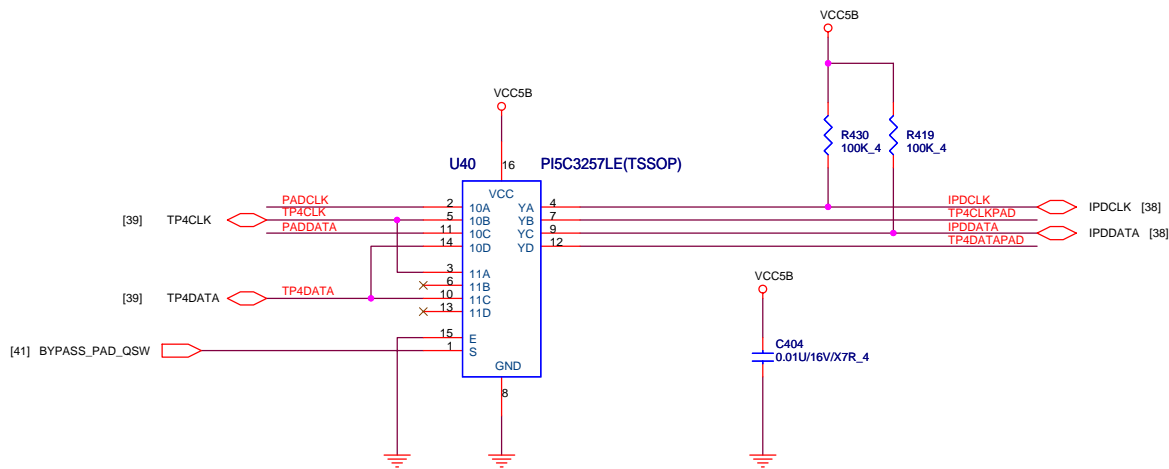 VCC5B
VCC5B
R430
100K_4
R419
100K_4
U40
16
PI5C3257LE(TSSOP)
VCC
PADCLK
2
10A
YA
4
IPDCLK
IPDCLK [38]
[39] TP4CLK
TP4CLK
5
10B
YB
7
TP4CLKPAD
PADDATA
11
10C
YC
9
IPDDATA
IPDDATA [38]
14
10D
YD
12
TP4DATAPAD
3
11A
6
11B
[39] TP4DATA
TP4DATA
10
11C
13
11D
VCC5B
15
E
[41] BYPASS_PAD_QSW
1
S
GND
8
C404
0.01U/16V/X7R_4